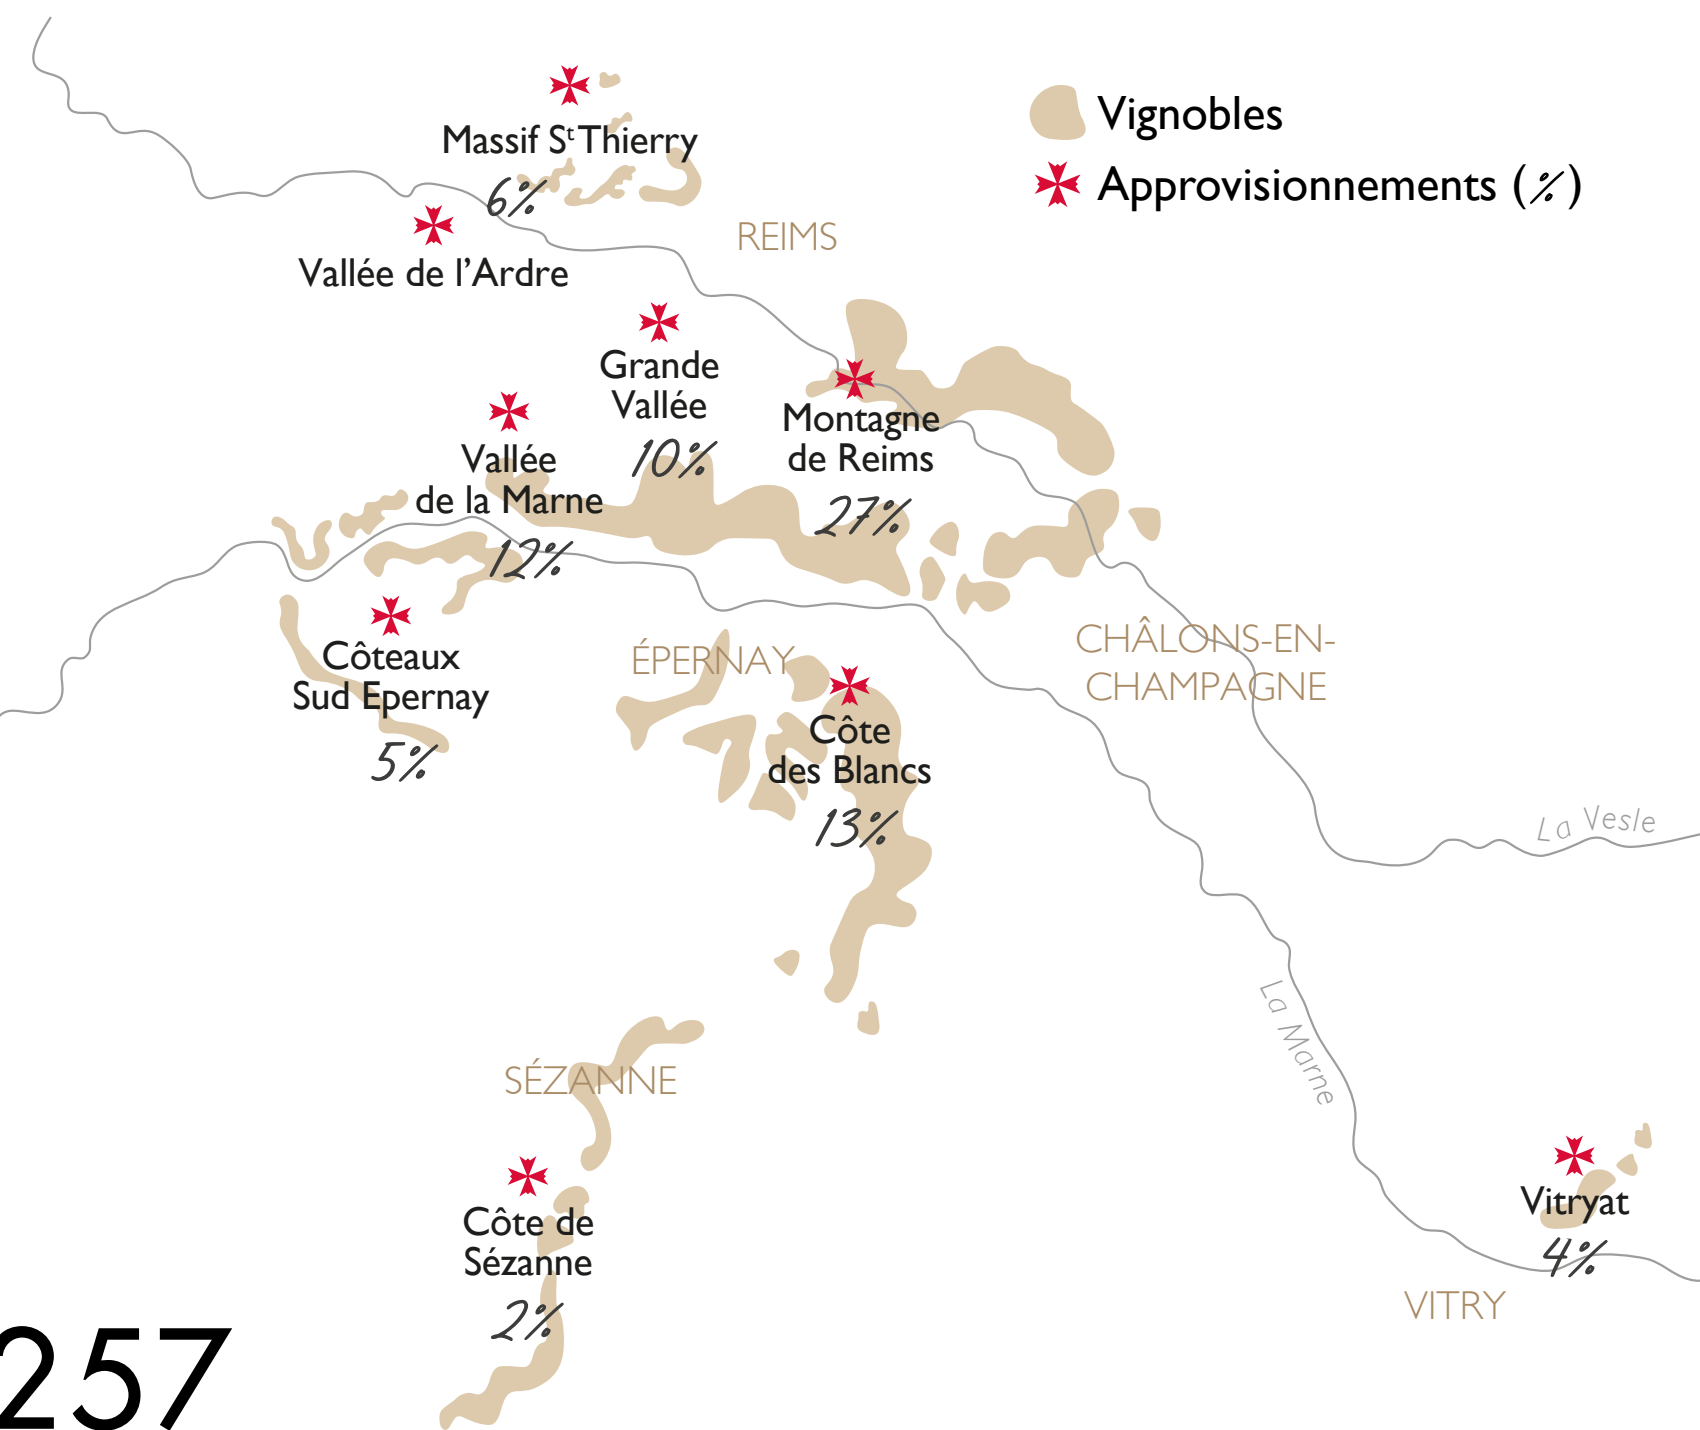 Vignobles
Approvisionnements (%)
Massif St Thierry
6%
REIMS
Vallée de l’Ardre
Grande
Vallée
10%
Montagne
de Reims
27%
Vallée
de la Marne
12%
Côteaux
Sud Epernay
5%
ÉPERNAY
CHÂLONS-EN-
CHAMPAGNE
Côte
des Blancs
13%
La Vesle
La Marne
SÉZANNE
Côte de
Sézanne
2%
Vitryat
4%
VITRY
257